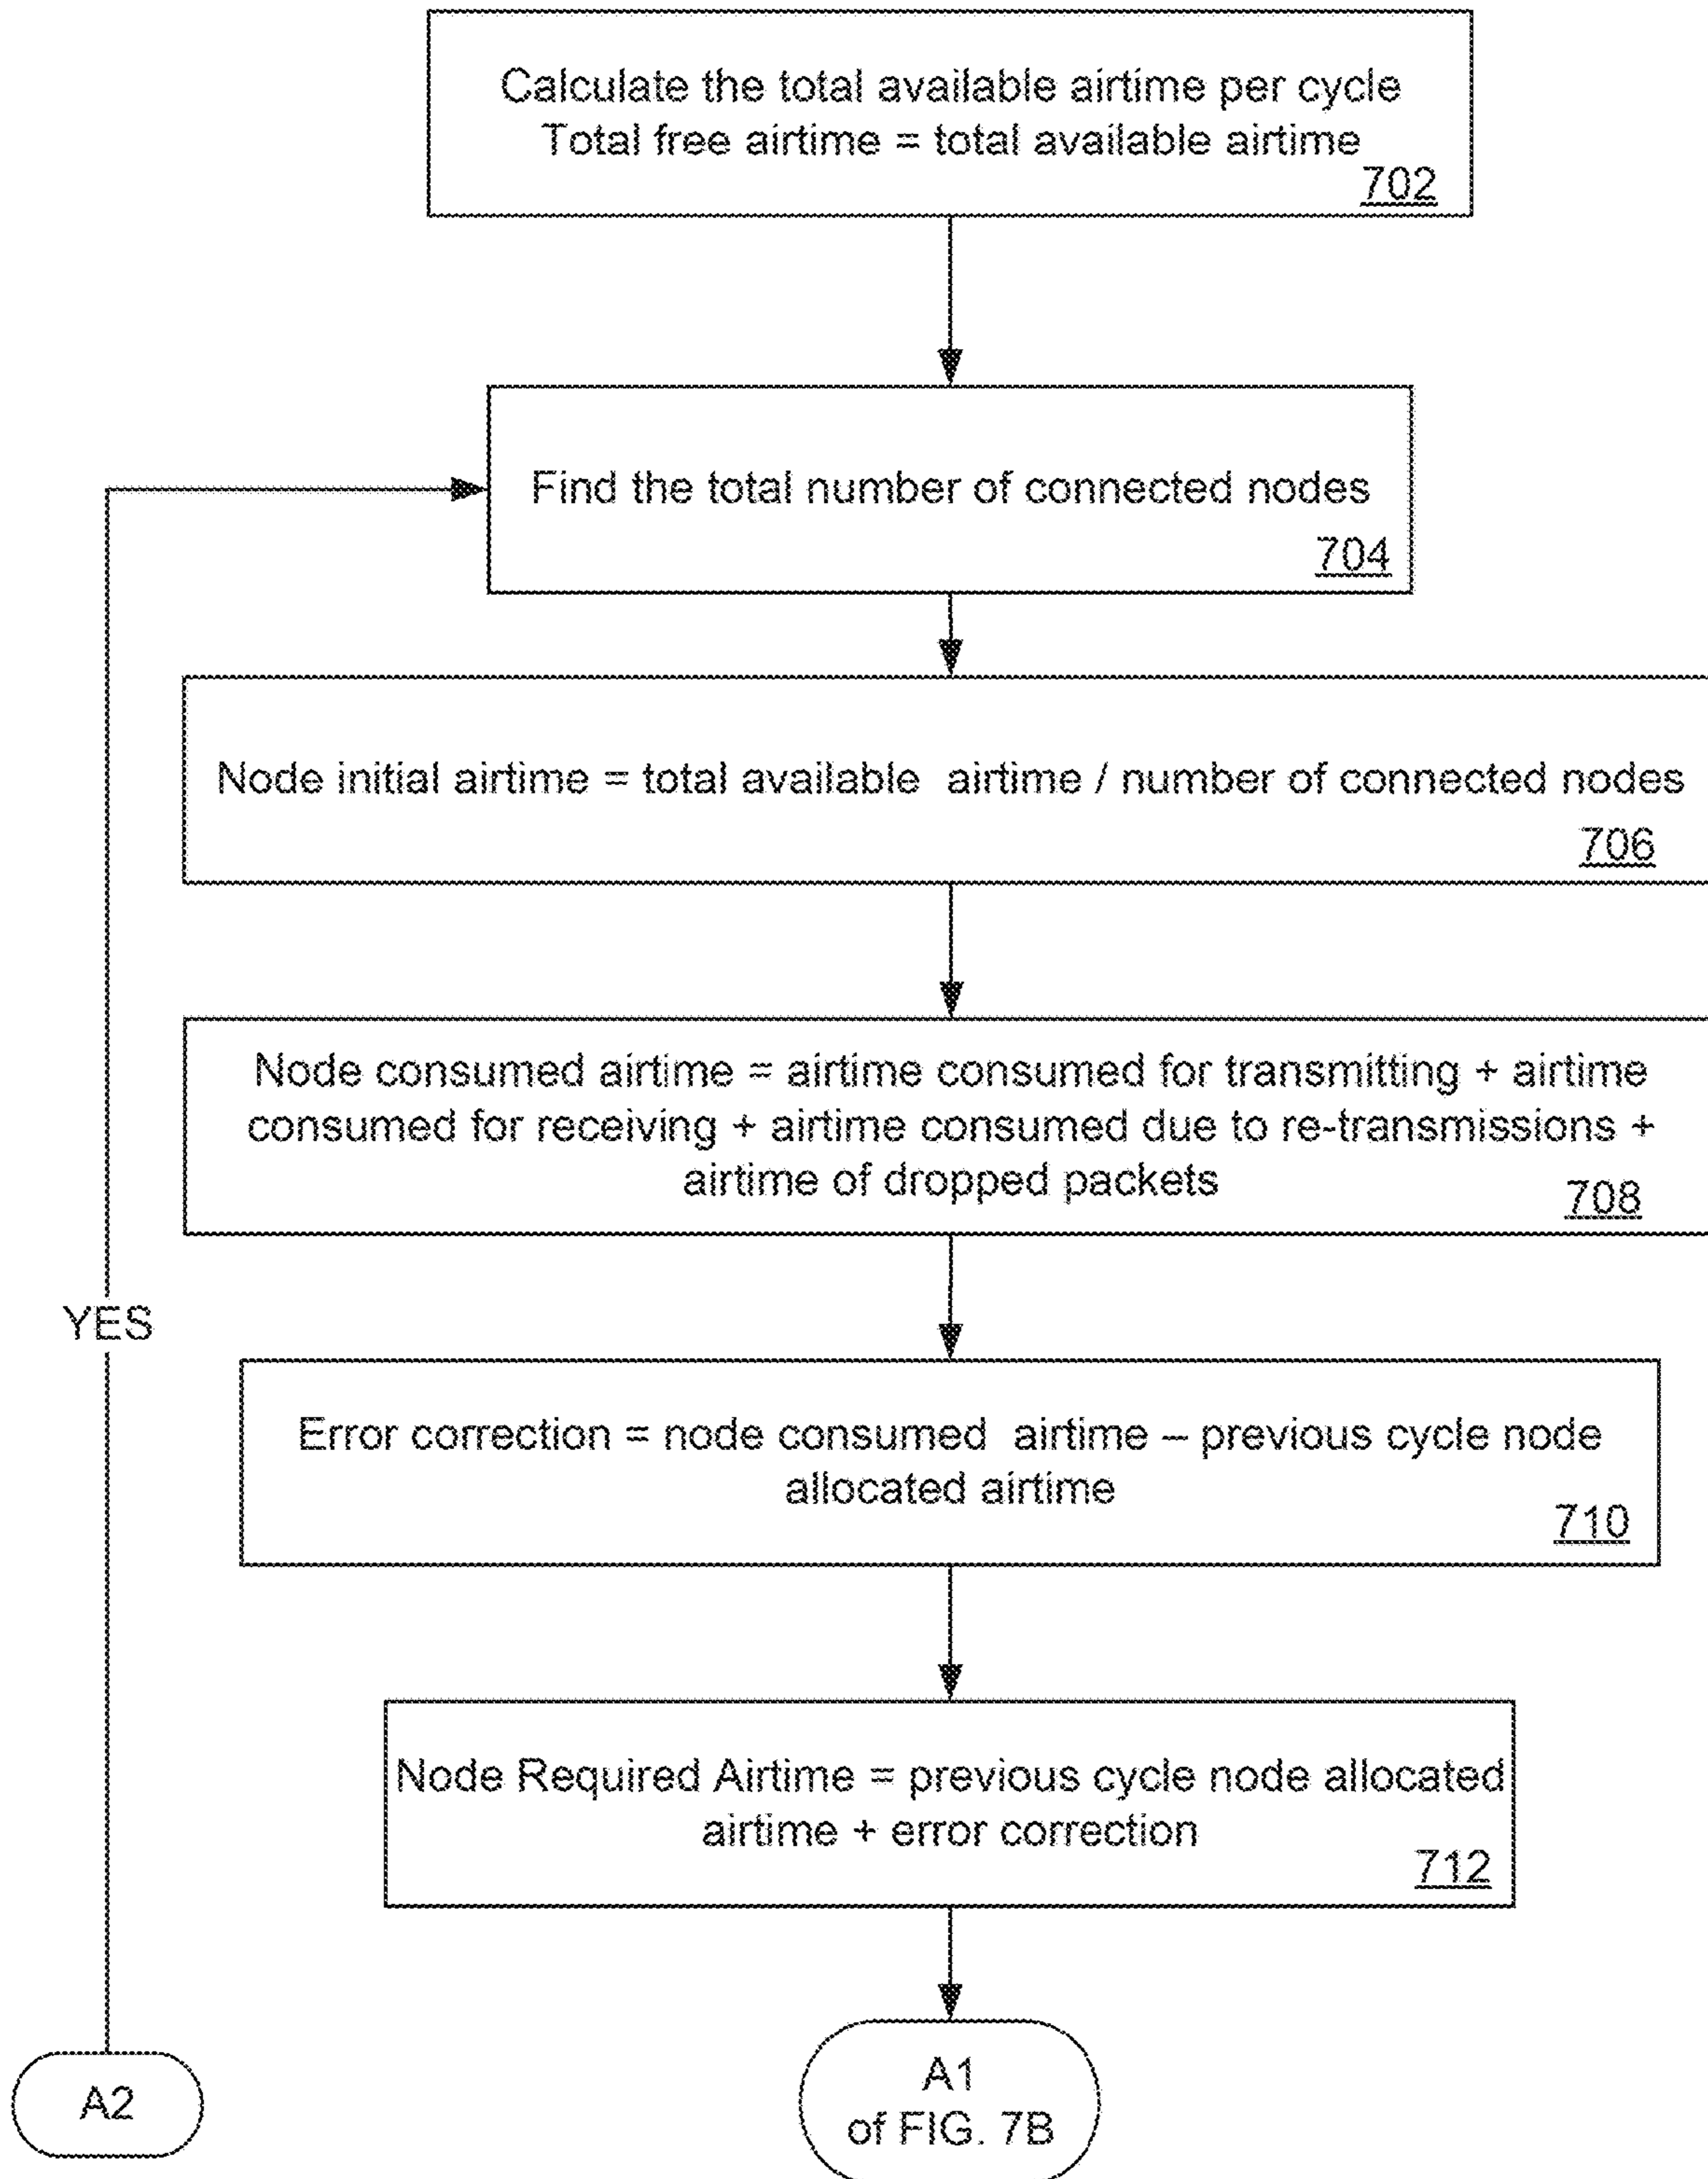 Calculate the total available airtime per cycle
Total free airtime = total available airtime
702
Find the total number of connected nodes
704
Node initial airtime = total available airtime / number of connected nodes
706
Node consumed airtime = airtime consumed for transmitting + airtime
consumed for receiving + airtime consumed due to re-transmissions +
airtime of dropped packets
708
YES
Error correction = node consumed airtime – previous cycle node
allocated airtime
710
Node Required Airtime = previous cycle node allocated
airtime + error correction
712
A2
A1
of FIG. 7B